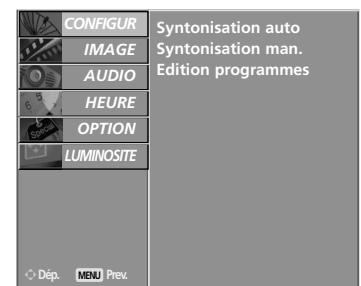 CONFIGUR
IMAGE
AUDIO
HEURE
OPTION
LUMINOSITE
Syntonisation auto
Syntonisation man.
Edition programmes
Dép. MENU Prev.